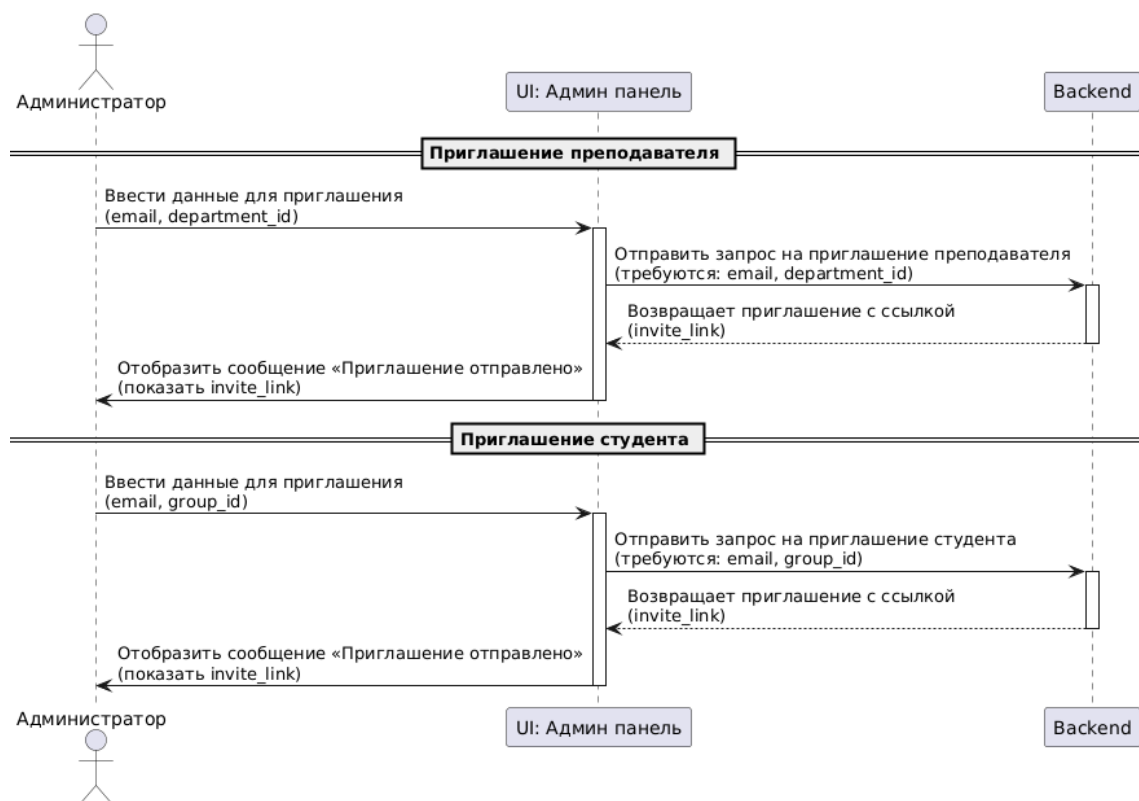 Администратор
UI: Админ панель
Backend
Приглашение преподавателя
Ввести данные для приглашения
(email, department_id)
Отправить запрос на приглашение преподавателя
(требуются: email, department_id)
Возвращает приглашение с ссылкой
(invite_link)
Отобразить сообщение «Приглашение отправлено»
(показать invite_link)
Приглашение студента
Ввести данные для приглашения
(email, group_id)
Отправить запрос на приглашение студента
(требуются: email, group_id)
Возвращает приглашение с ссылкой
(invite_link)
Отобразить сообщение «Приглашение отправлено»
(показать invite_link)
Администратор
UI: Админ панель
Backend